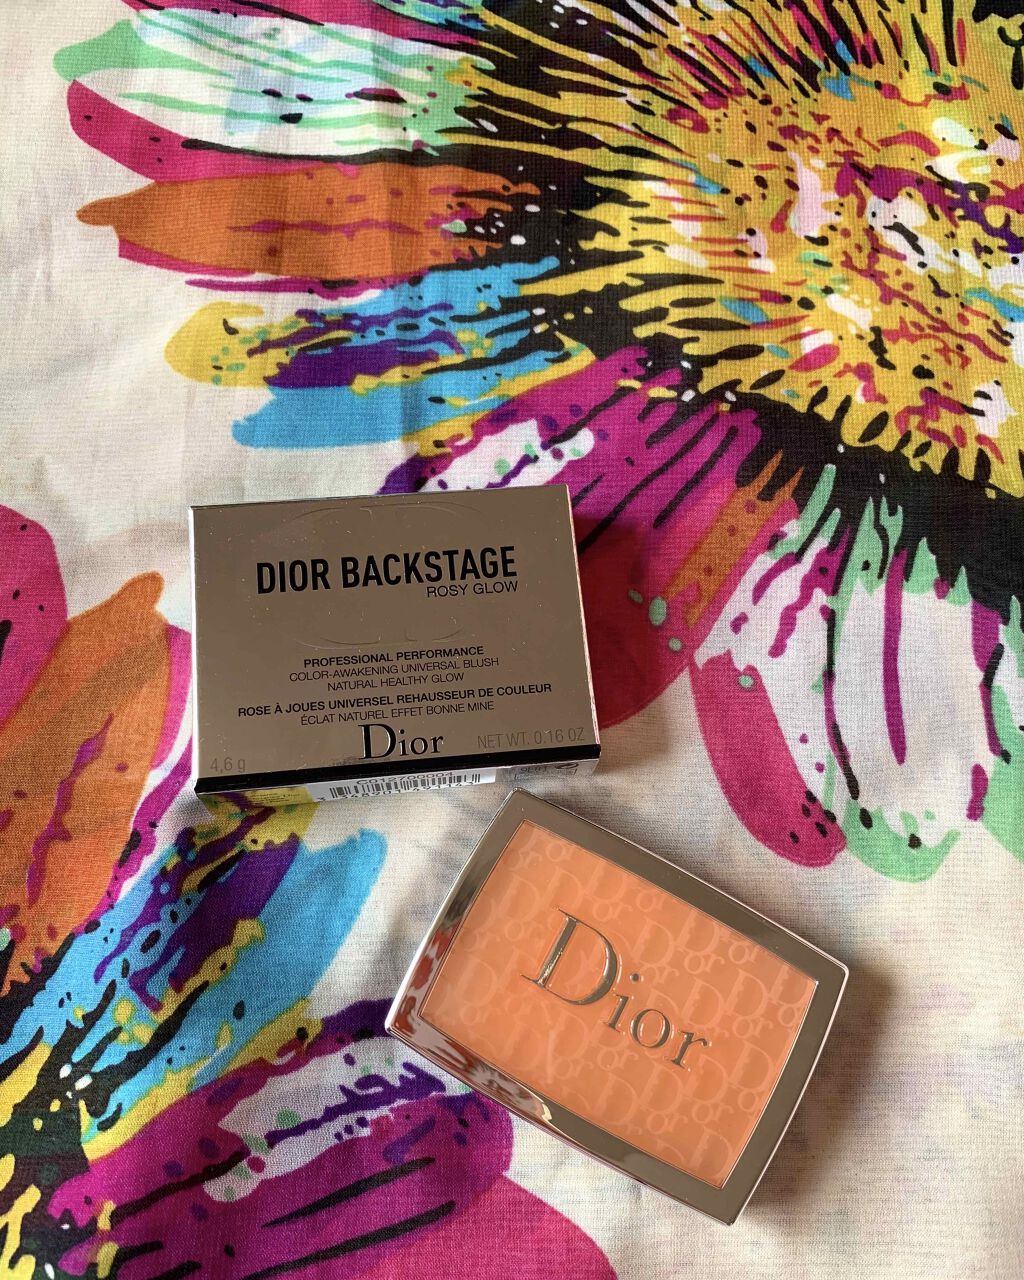 DIOR BACKSTAGE
ROSY GLOW
PROFESSIONAL PERFORMANCE
COLOR-AWAKENING UNIVERSAL BLUSH
NATURAL HEALTHY GLOW
ROSE À JOUES UNIVERSEL REHAUSSEUR DE COULEUR
ÉCLAT NATUREL EFFET BONNE MINE
4,6 g
Dior
NET WT. 0.16 OZ
C012700004
Dior